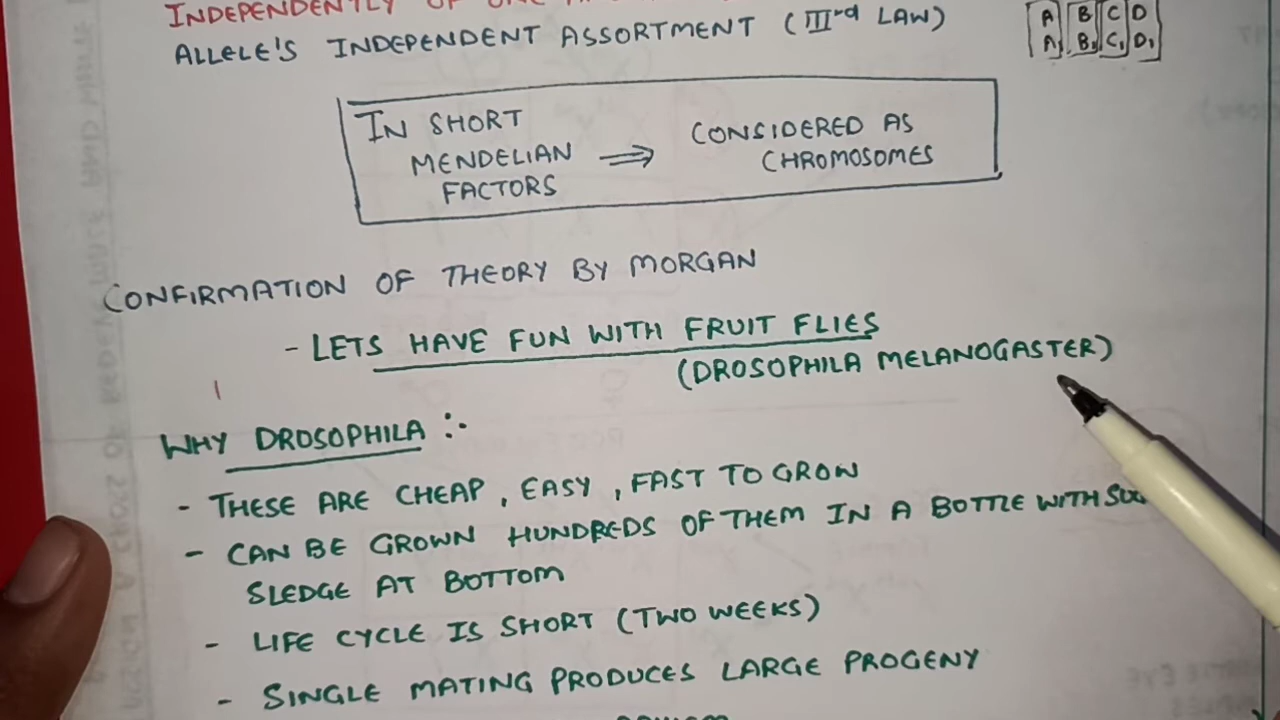 INDEPENDENTLY OF ONE
ALLELE'S INDEPENDENT ASSORTMENT (IIIrd LAW)
A B C D
A₁ B₁ C₁ D₁
IN SHORT
MENDELIAN ⇒ CONSIDERED AS
FACTORS CHROMOSOMES
CONFIRMATION OF THEORY BY MORGAN
- LETS HAVE FUN WITH FRUIT FLIES
(DROSOPHILA MELANOGASTER)
WHY DROSOPHILA :-
- THESE ARE CHEAP, EASY, FAST TO GROW
- CAN BE GROWN HUNDREDS OF THEM IN A BOTTLE WITH
SLEDGE AT BOTTOM
- LIFE CYCLE IS SHORT (TWO WEEKS)
- SINGLE MATING PRODUCES LARGE PROGENY